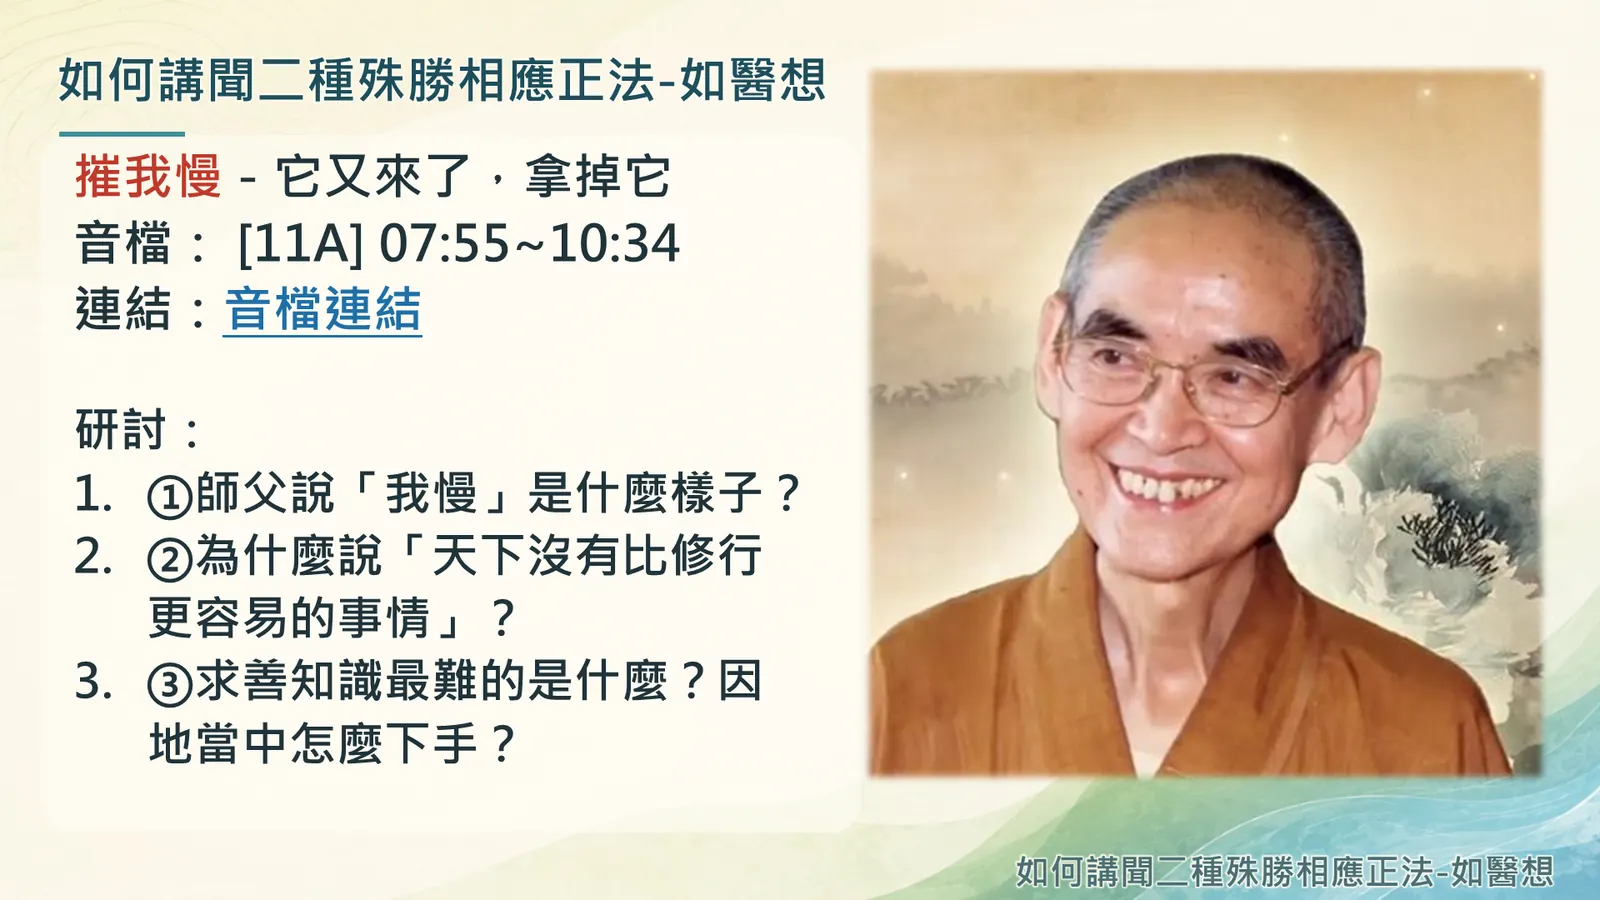 如何講聞二種殊勝相應正法-如醫想
摧我慢 - 它又來了，拿掉它
音檔： [11A] 07:55~10:34
連結：音檔連結
研討：
1. ①師父說「我慢」是什麼樣子？
2. ②為什麼說「天下沒有比修行
更容易的事情」？
3. ③求善知識最難的是什麼？因
地當中怎麼下手？
如何講聞二種殊勝相應正法-如醫想